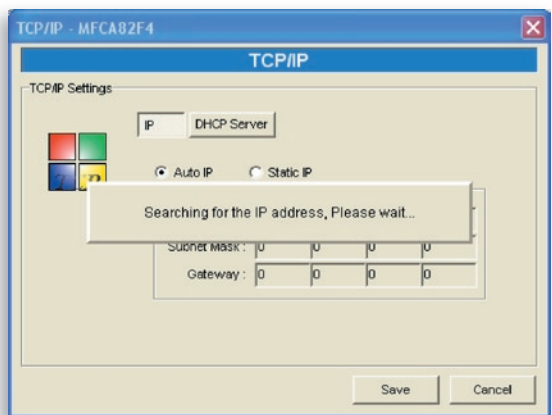 TCP/IP - MFCA82F4
TCP/IP
TCP/IP Settings
IP DHCP Server
Auto IP Static IP
Searching for the IP address, Please wait...
Subnet Mask : 0 0 0 0
Gateway : 0 0 0 0
Save Cancel